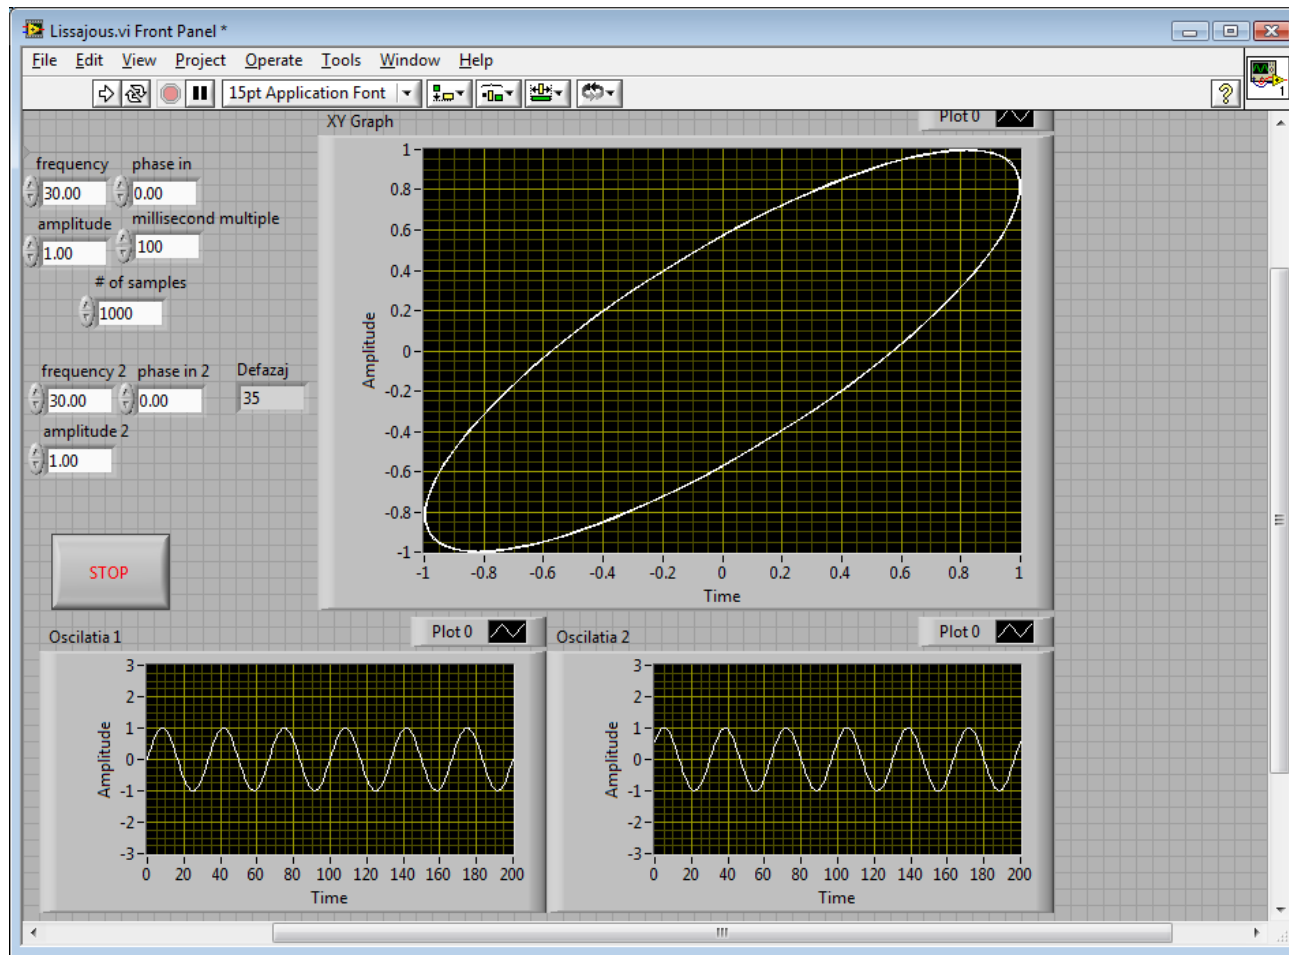 Lissajous.vi Front Panel *
File Edit View Project Operate Tools Window Help
15pt Application Font
1
XY Graph
Plot 0
frequency phase in
30.00 0.00
amplitude millisecond multiple
1.00 100
# of samples
1000
frequency 2 phase in 2 Defazaj
30.00 0.00 35
amplitude 2
1.00
STOP
Amplitude
1
0.8
0.6
0.4
0.2
0
-0.2
-0.4
-0.6
-0.8
-1
-1 -0.8 -0.6 -0.4 -0.2 0 0.2 0.4 0.6 0.8 1
Time
Oscilatia 1
Plot 0
Amplitude
3
2
1
0
-1
-2
-3
0 20 40 60 80 100 120 140 160 180 200
Time
Oscilatia 2
Plot 0
Amplitude
3
2
1
0
-1
-2
-3
0 20 40 60 80 100 120 140 160 180 200
Time